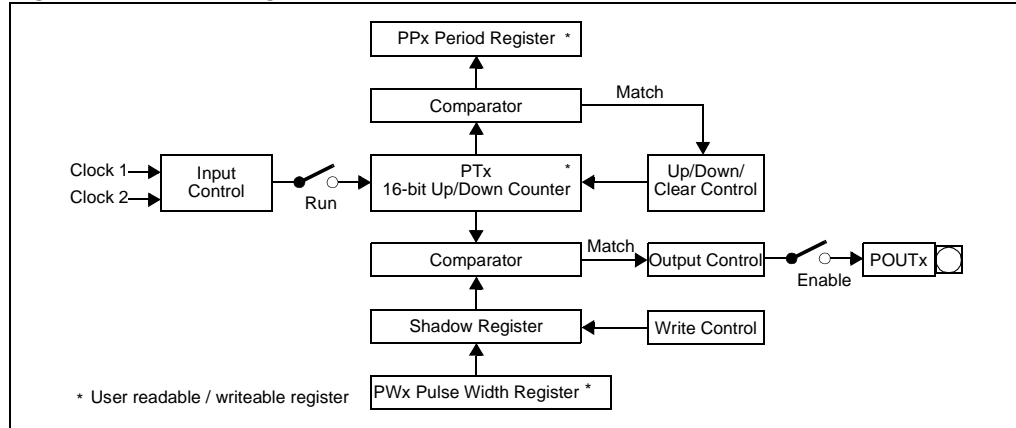 PPx Period Register *
Comparator
Match
Clock 1
Clock 2
Input
Control
Run
PTx *
16-bit Up/Down Counter
Up/Down/
Clear Control
Comparator
Match
Output Control
Enable
POUTx
Shadow Register
Write Control
PWx Pulse Width Register *
* User readable / writeable register